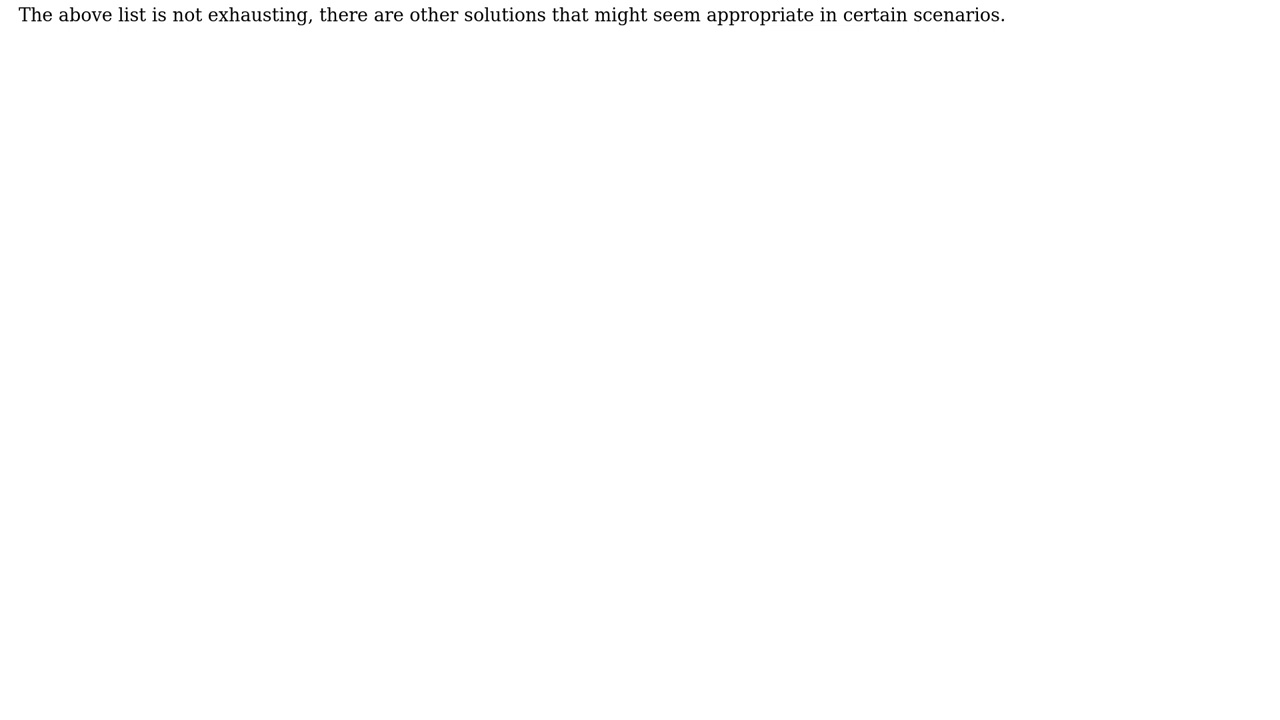 The above list is not exhausting, there are other solutions that might seem appropriate in certain scenarios.